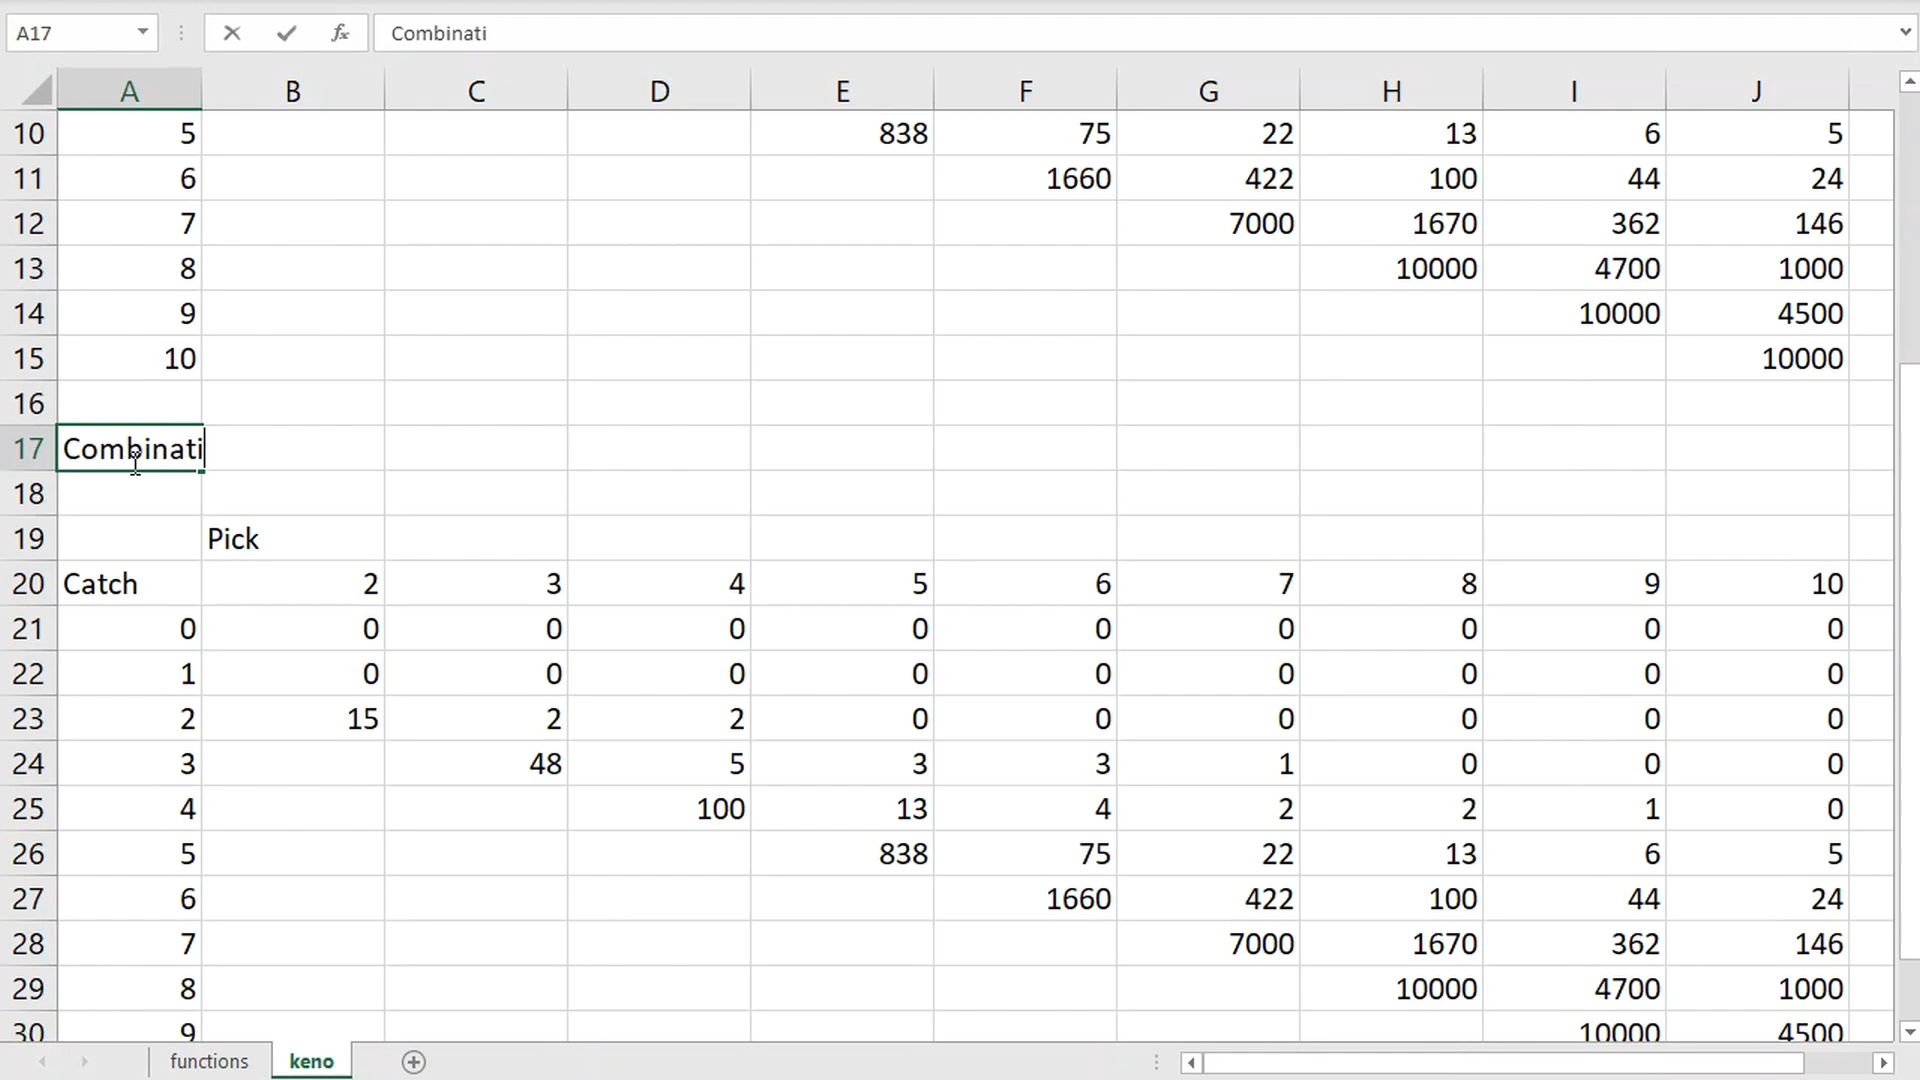 A17 fx Combinati
A B C D E F G H I J
10 5 838 75 22 13 6 5
11 6 1660 422 100 44 24
12 7 7000 1670 362 146
13 8 10000 4700 1000
14 9 10000 4500
15 10 10000
16
17 Combinati
18
19 Pick
20 Catch 2 3 4 5 6 7 8 9 10
21 0 0 0 0 0 0 0 0 0 0
22 1 0 0 0 0 0 0 0 0 0
23 2 15 2 2 0 0 0 0 0 0
24 3 48 5 3 3 1 0 0 0
25 4 100 13 4 2 2 1 0
26 5 838 75 22 13 6 5
27 6 1660 422 100 44 24
28 7 7000 1670 362 146
29 8 10000 4700 1000
30 9 10000 4500
functions keno